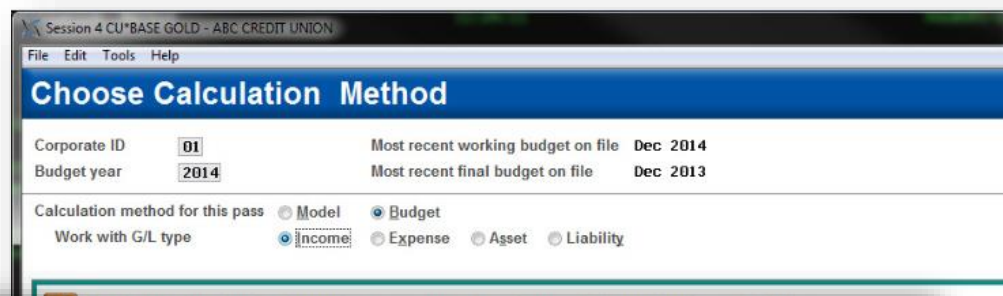 Session 4 CU*BASE GOLD - ABC CREDIT UNION
File Edit Tools Help
Choose Calculation Method
Corporate ID 01 Most recent working budget on file Dec 2014
Budget year 2014 Most recent final budget on file Dec 2013
Calculation method for this pass Model Budget
Work with G/L type Income Expense Asset Liability